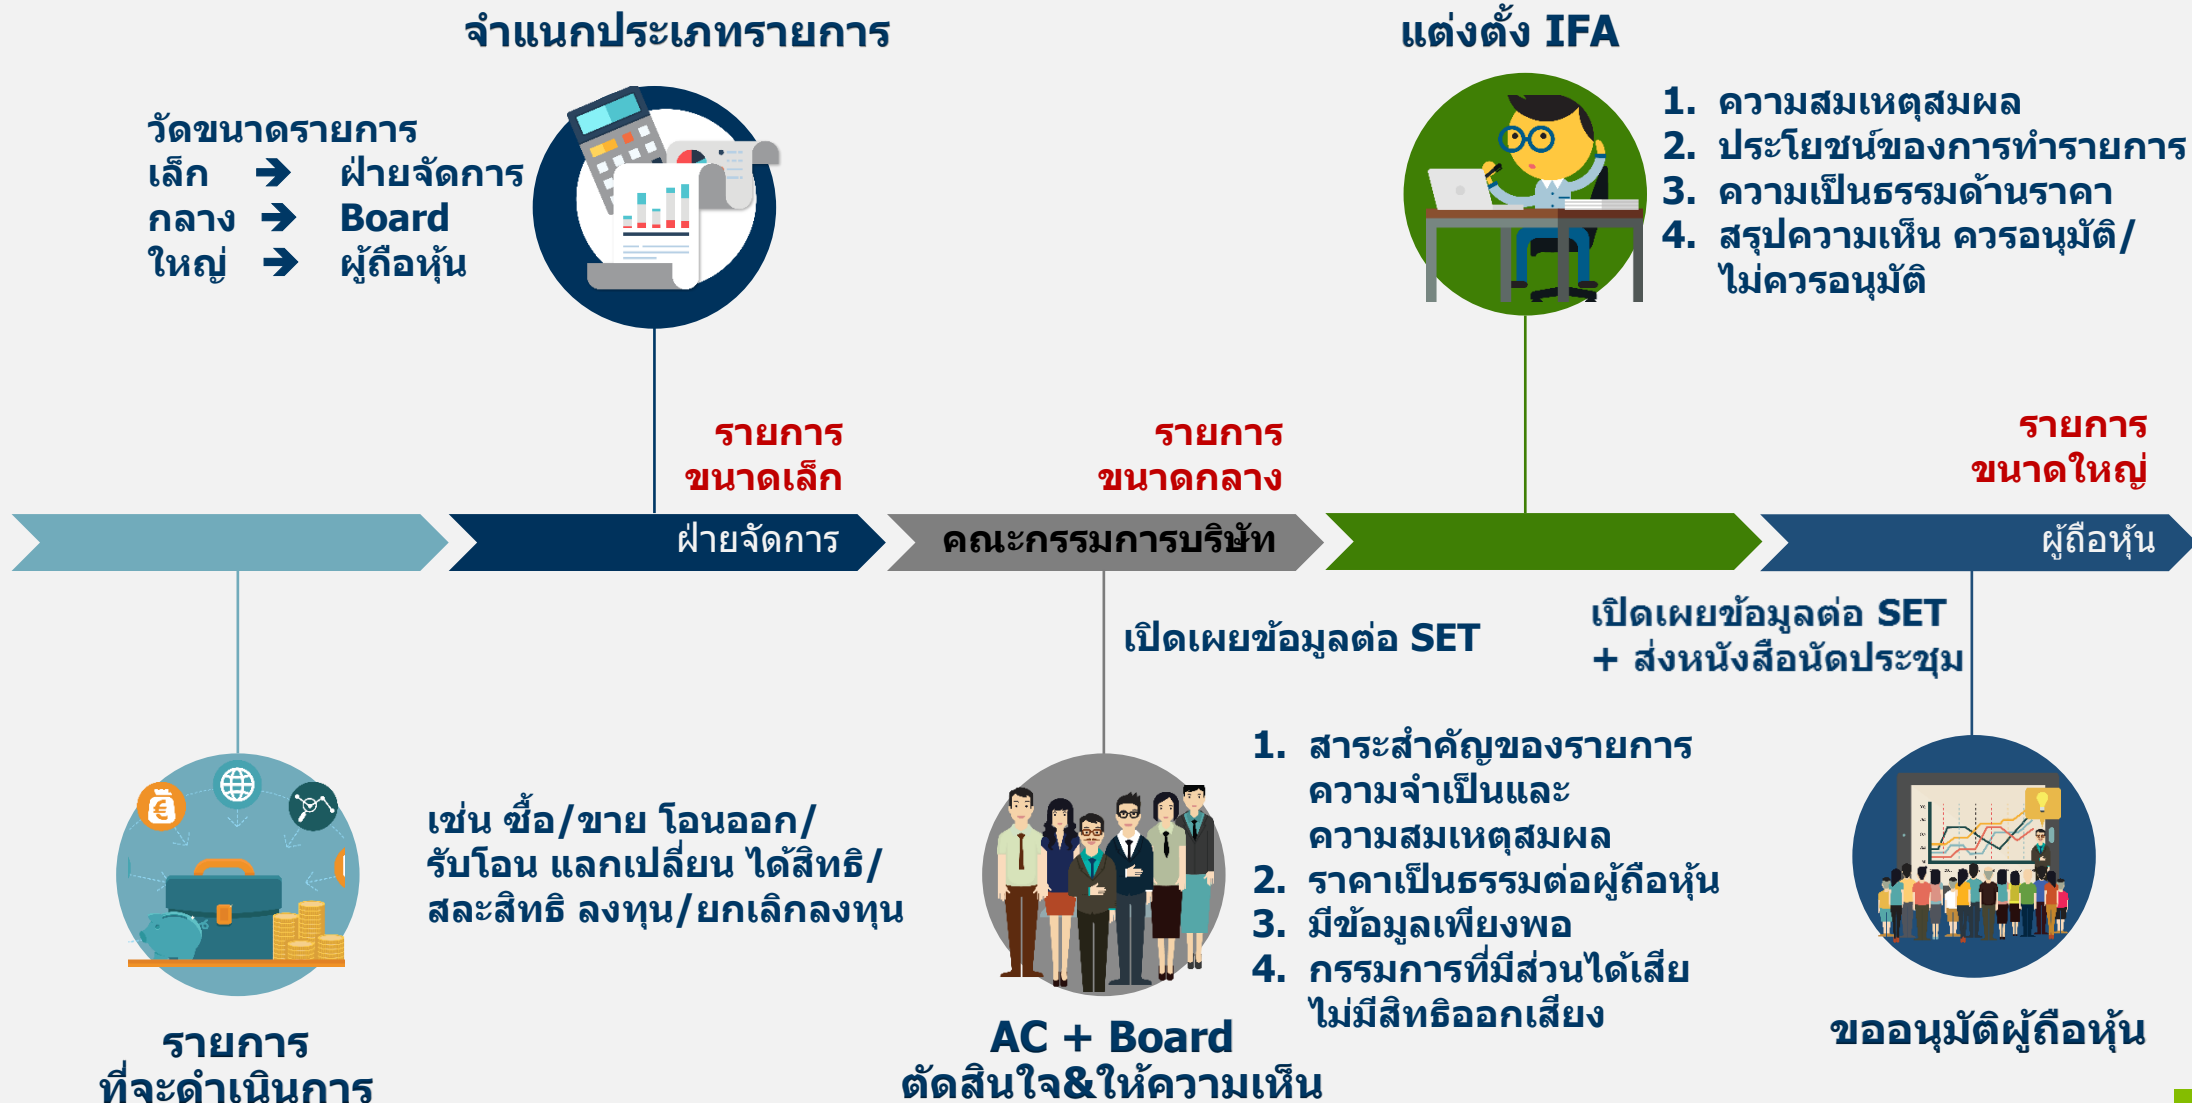 จำแนกประเภทรายการ
วัดขนาดรายการ
เล็ก ➔ ฝ่ายจัดการ
กลาง ➔ Board
ใหญ่ ➔ ผู้ถือหุ้น
แต่งตั้ง IFA
1. ความสมเหตุสมผล
2. ประโยชน์ของการทำรายการ
3. ความเป็นธรรมด้านราคา
4. สรุปความเห็น ควรอนุมัติ/
ไม่ควรอนุมัติ
รายการ
ขนาดเล็ก
รายการ
ขนาดกลาง
รายการ
ขนาดใหญ่
ฝ่ายจัดการ
คณะกรรมการบริษัท
ผู้ถือหุ้น
เปิดเผยข้อมูลต่อ SET
เปิดเผยข้อมูลต่อ SET
+ ส่งหนังสือนัดประชุม
เช่น ซื้อ/ขาย โอนออก/
รับโอน แลกเปลี่ยน ได้สิทธิ/
สละสิทธิ ลงทุน/ยกเลิกลงทุน
รายการ
ที่จะดำเนินการ
1. สาระสำคัญของรายการ
ความจำเป็นและ
ความสมเหตุสมผล
2. ราคาเป็นธรรมต่อผู้ถือหุ้น
3. มีข้อมูลเพียงพอ
4. กรรมการที่มีส่วนได้เสีย
ไม่มีสิทธิออกเสียง
AC + Board
ตัดสินใจ&ให้ความเห็น
ขออนุมัติผู้ถือหุ้น